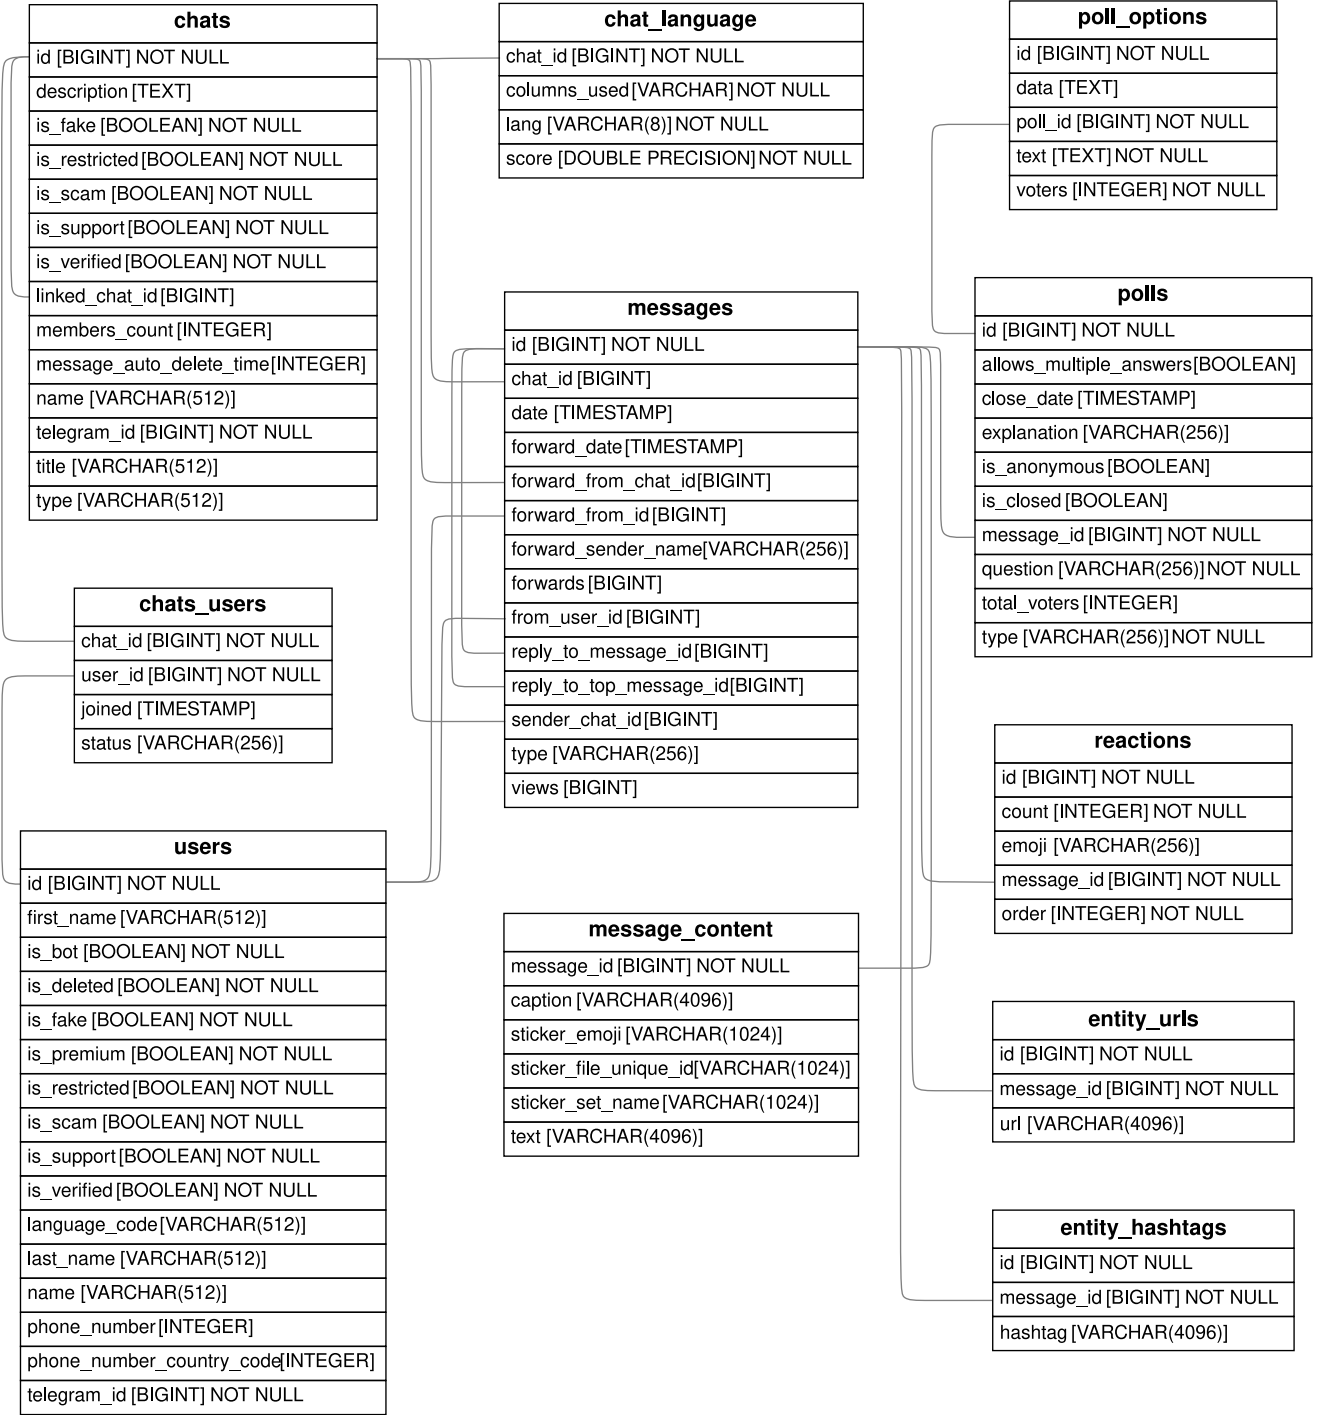 chats
id [BIGINT] NOT NULL
description [TEXT]
is_fake [BOOLEAN] NOT NULL
is_restricted [BOOLEAN] NOT NULL
is_scam [BOOLEAN] NOT NULL
is_support [BOOLEAN] NOT NULL
is_verified [BOOLEAN] NOT NULL
linked_chat_id [BIGINT]
members_count [INTEGER]
message_auto_delete_time [INTEGER]
name [VARCHAR(512)]
telegram_id [BIGINT] NOT NULL
title [VARCHAR(512)]
type [VARCHAR(512)]
chats_users
chat_id [BIGINT] NOT NULL
user_id [BIGINT] NOT NULL
joined [TIMESTAMP]
status [VARCHAR(256)]
users
id [BIGINT] NOT NULL
first_name [VARCHAR(512)]
is_bot [BOOLEAN] NOT NULL
is_deleted [BOOLEAN] NOT NULL
is_fake [BOOLEAN] NOT NULL
is_premium [BOOLEAN] NOT NULL
is_restricted [BOOLEAN] NOT NULL
is_scam [BOOLEAN] NOT NULL
is_support [BOOLEAN] NOT NULL
is_verified [BOOLEAN] NOT NULL
language_code [VARCHAR(512)]
last_name [VARCHAR(512)]
name [VARCHAR(512)]
phone_number [INTEGER]
phone_number_country_code [INTEGER]
telegram_id [BIGINT] NOT NULL
chat_language
chat_id [BIGINT] NOT NULL
columns_used [VARCHAR] NOT NULL
lang [VARCHAR(8)] NOT NULL
score [DOUBLE PRECISION] NOT NULL
messages
id [BIGINT] NOT NULL
chat_id [BIGINT]
date [TIMESTAMP]
forward_date [TIMESTAMP]
forward_from_chat_id [BIGINT]
forward_from_id [BIGINT]
forward_sender_name [VARCHAR(256)]
forwards [BIGINT]
from_user_id [BIGINT]
reply_to_message_id [BIGINT]
reply_to_top_message_id [BIGINT]
sender_chat_id [BIGINT]
type [VARCHAR(256)]
views [BIGINT]
message_content
message_id [BIGINT] NOT NULL
caption [VARCHAR(4096)]
sticker_emoji [VARCHAR(1024)]
sticker_file_unique_id [VARCHAR(1024)]
sticker_set_name [VARCHAR(1024)]
text [VARCHAR(4096)]
poll_options
id [BIGINT] NOT NULL
data [TEXT]
poll_id [BIGINT] NOT NULL
text [TEXT] NOT NULL
voters [INTEGER] NOT NULL
polls
id [BIGINT] NOT NULL
allows_multiple_answers [BOOLEAN]
close_date [TIMESTAMP]
explanation [VARCHAR(256)]
is_anonymous [BOOLEAN]
is_closed [BOOLEAN]
message_id [BIGINT] NOT NULL
question [VARCHAR(256)] NOT NULL
total_voters [INTEGER]
type [VARCHAR(256)] NOT NULL
reactions
id [BIGINT] NOT NULL
count [INTEGER] NOT NULL
emoji [VARCHAR(256)]
message_id [BIGINT] NOT NULL
order [INTEGER] NOT NULL
entity_urls
id [BIGINT] NOT NULL
message_id [BIGINT] NOT NULL
url [VARCHAR(4096)]
entity_hashtags
id [BIGINT] NOT NULL
message_id [BIGINT] NOT NULL
hashtag [VARCHAR(4096)]